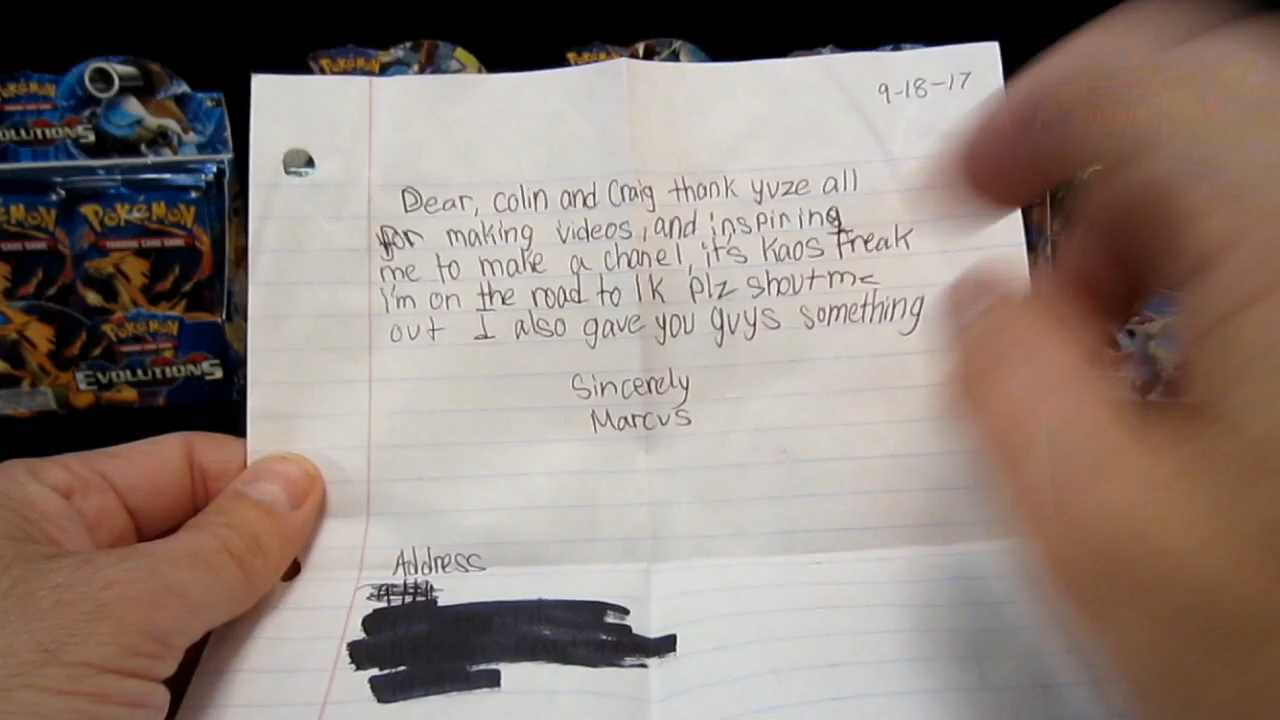 POKÉMON
POKÉMON
EVOLUTIONS
POKÉMON
POKÉMON
EVOLUTIONS
9-18-17
Dear, colin and Craig thank yuze all
for making videos, and inspiring
me to make a chanel, it's Kaos freak
I'm on the road to 1k plz shout me
out I also gave you guys something
Sincerely
Marcus
Address